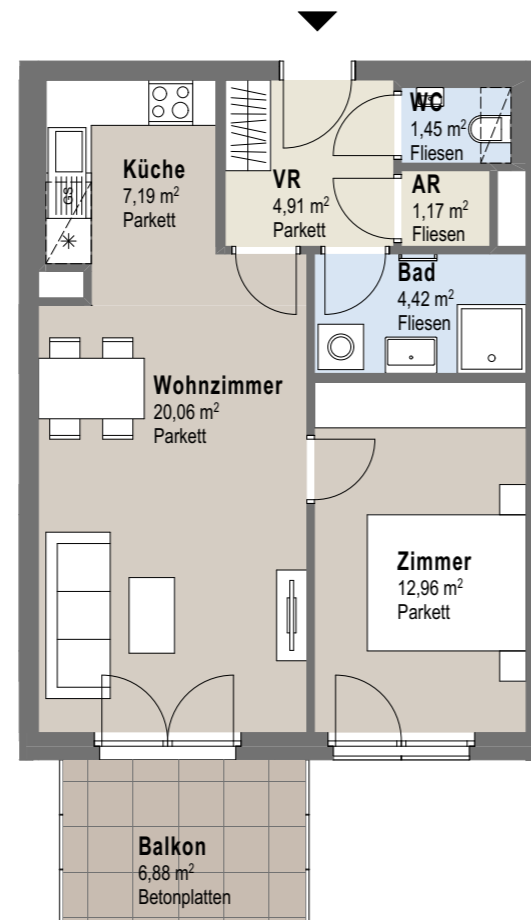 WC
1,45 m²
Fliesen
Küche
7,19 m²
Parkett
VR
4,91 m²
Parkett
AR
1,17 m²
Fliesen
GS
Bad
4,42 m²
Fliesen
Wohnzimmer
20,06 m²
Parkett
Zimmer
12,96 m²
Parkett
Balkon
6,88 m²
Betonplatten